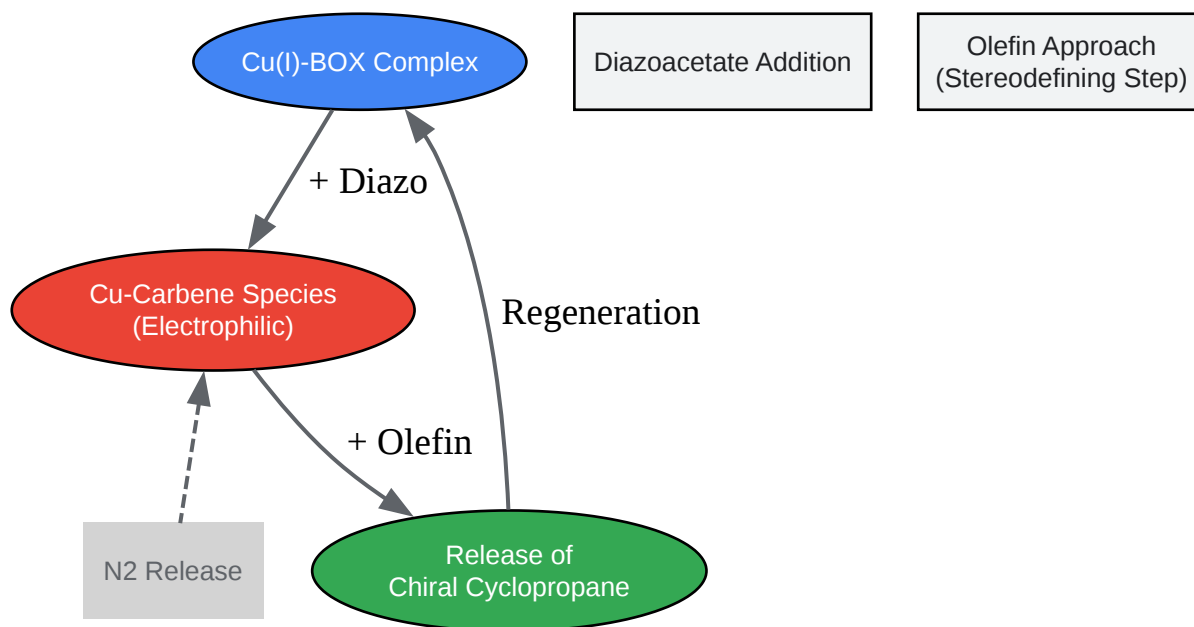 Cu(I)-BOX Complex
Diazoacetate Addition
Olefin Approach
(Stereodefining Step)
+ Diazo
Cu-Carbene Species
(Electrophilic)
Regeneration
+ Olefin
N2 Release
Release of
Chiral Cyclopropane